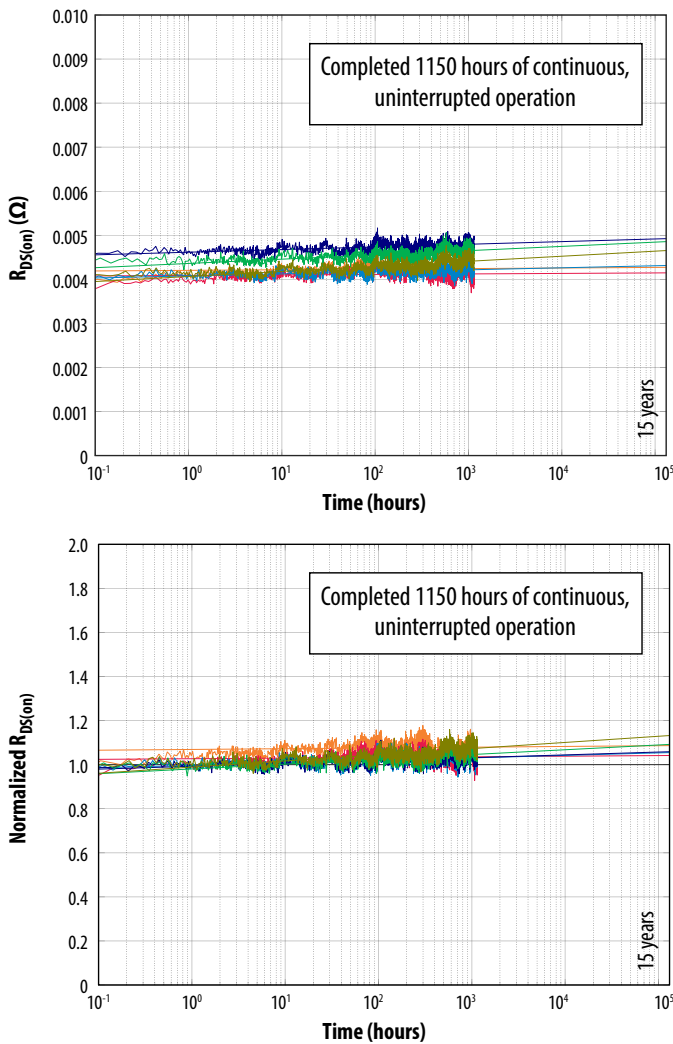 0.010
0.009
0.008
0.007
0.006
0.005
0.004
0.003
0.002
0.001
0
R_DS(on) (Ω)
Completed 1150 hours of continuous,
uninterrupted operation
15 years
10⁻¹ 10⁰ 10¹ 10² 10³ 10⁴ 10⁵
Time (hours)
2.0
1.8
1.6
1.4
1.2
1.0
0.8
0.6
0.4
0.2
0
Normalized R_DS(on)
Completed 1150 hours of continuous,
uninterrupted operation
15 years
10⁻¹ 10⁰ 10¹ 10² 10³ 10⁴ 10⁵
Time (hours)